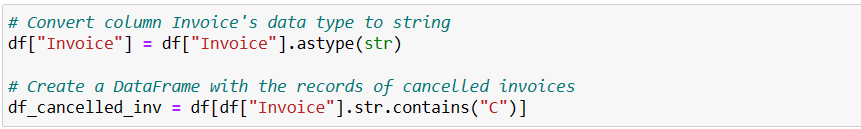 # Convert column Invoice's data type to string
df["Invoice"] = df["Invoice"].astype(str)
# Create a DataFrame with the records of cancelled invoices
df_cancelled_inv = df[df["Invoice"].str.contains("C")]